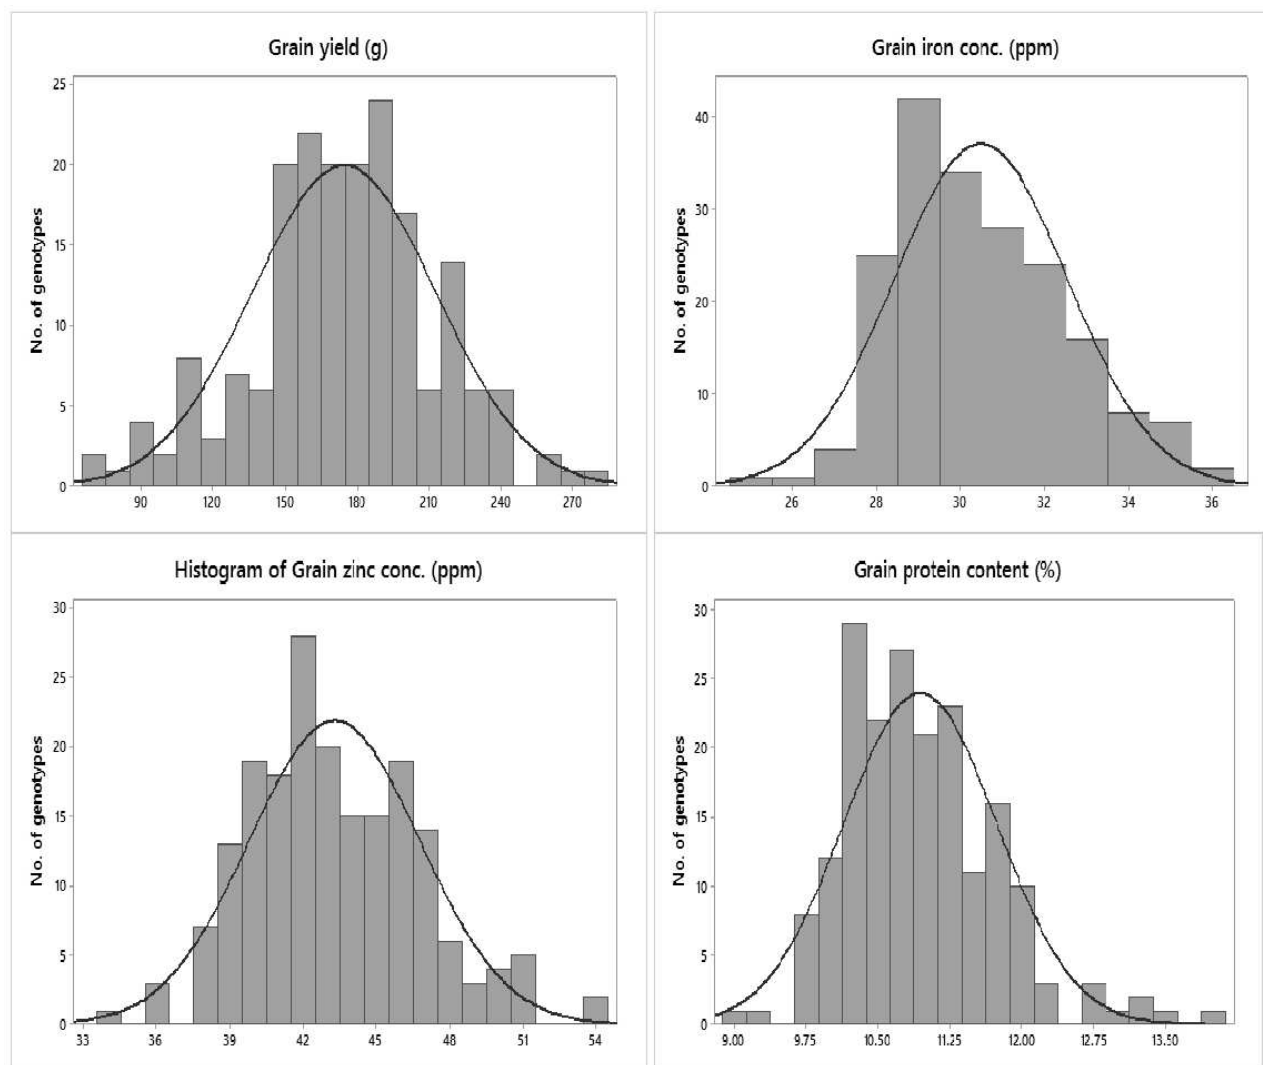 Grain yield (g)
No. of genotypes
25
20
15
10
5
0
90 120 150 180 210 240 270
Grain iron conc. (ppm)
No. of genotypes
40
30
20
10
0
26 28 30 32 34 36
Histogram of Grain zinc conc. (ppm)
No. of genotypes
30
25
20
15
10
5
0
33 36 39 42 45 48 51 54
Grain protein content (%)
No. of genotypes
30
25
20
15
10
5
0
9.00 9.75 10.50 11.25 12.00 12.75 13.50